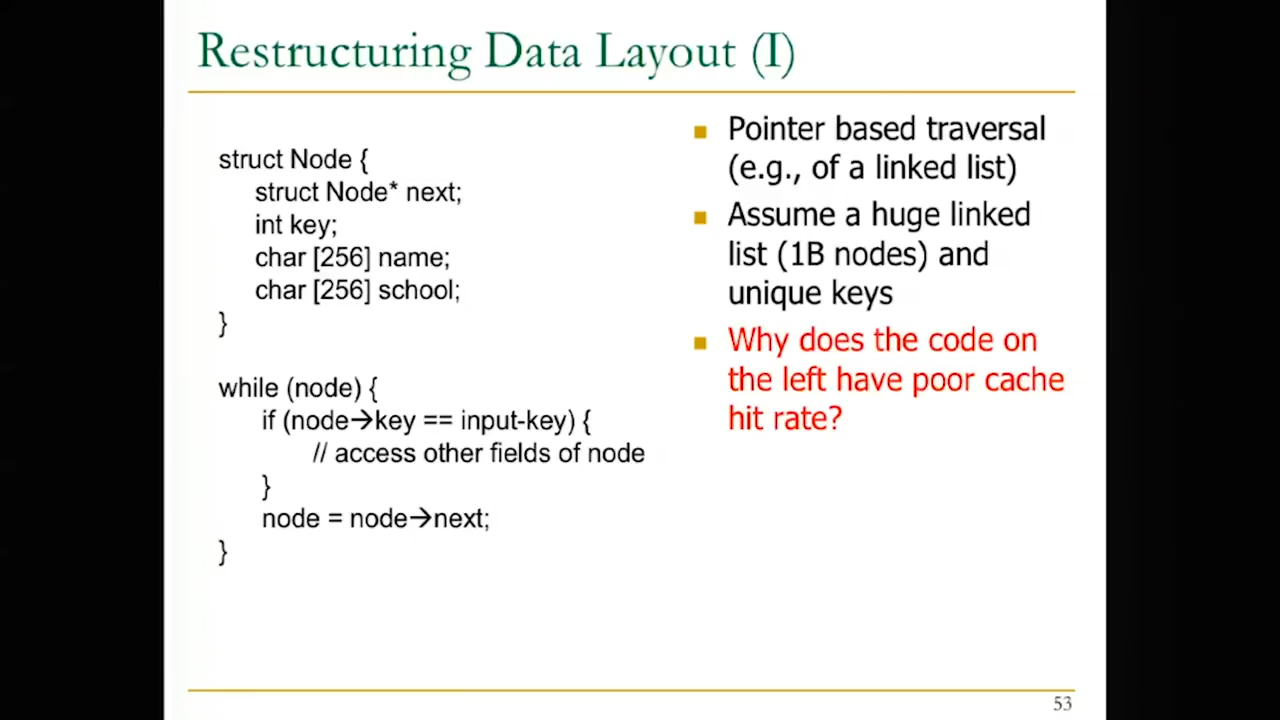 Restructuring Data Layout (I)
struct Node {
struct Node* next;
int key;
char [256] name;
char [256] school;
}
while (node) {
if (node→key == input-key) {
// access other fields of node
}
node = node→next;
}
Pointer based traversal
(e.g., of a linked list)
Assume a huge linked
list (1B nodes) and
unique keys
Why does the code on
the left have poor cache
hit rate?
53